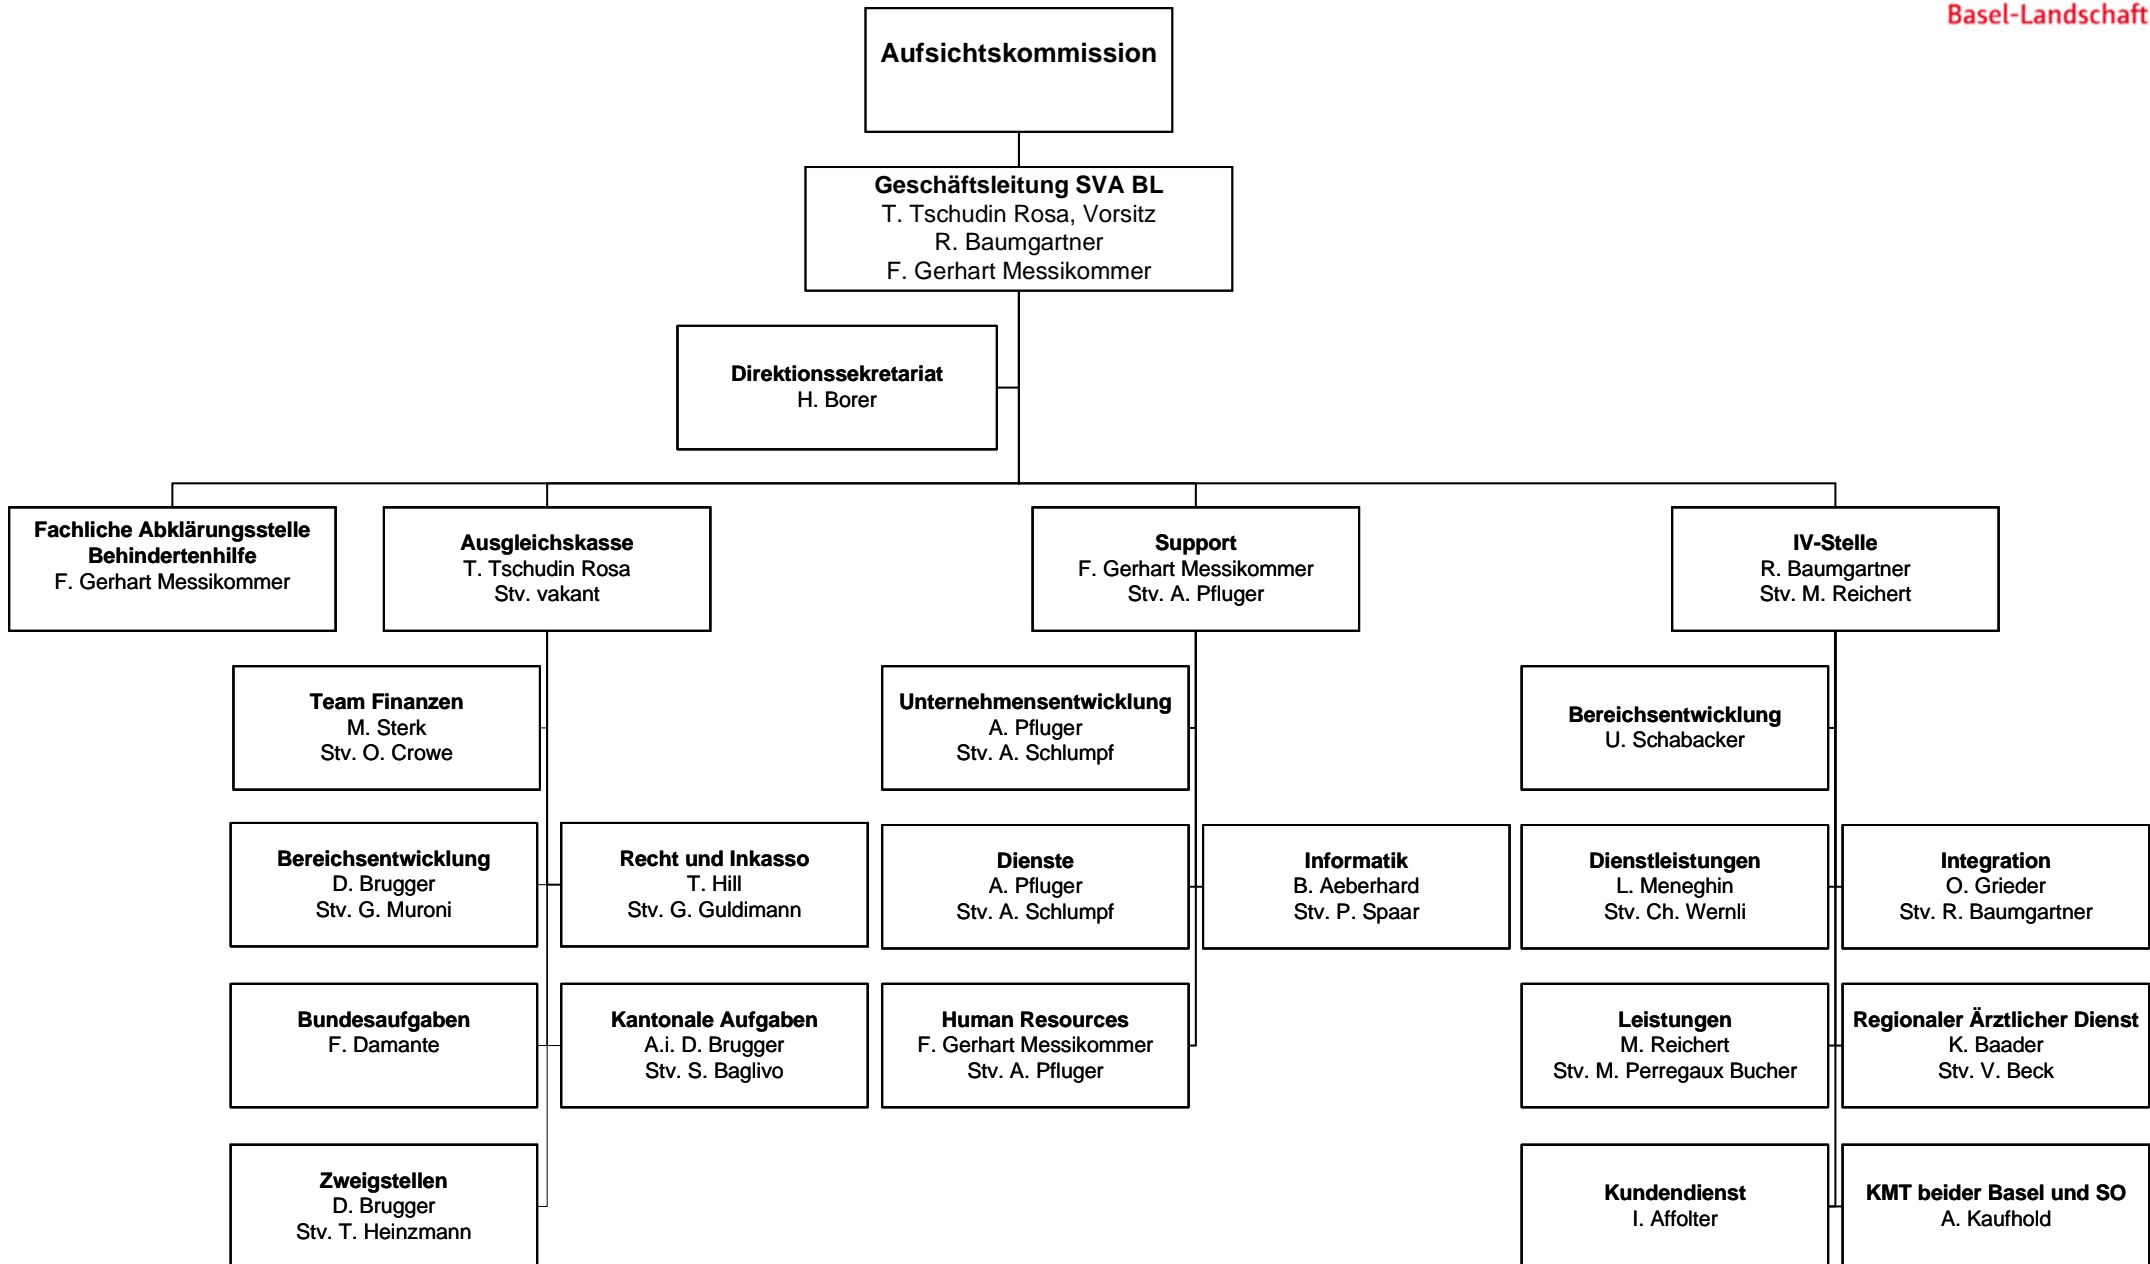 Basel-Landschaft
Aufsichtskommission
Geschäftsleitung SVA BL
T. Tschudin Rosa, Vorsitz
R. Baumgartner
F. Gerhart Messikommer
Direktionssekretariat
H. Borer
Fachliche Abklärungsstelle
Behindertenhilfe
F. Gerhart Messikommer
Ausgleichskasse
T. Tschudin Rosa
Stv. vakant
Support
F. Gerhart Messikommer
Stv. A. Pfluger
IV-Stelle
R. Baumgartner
Stv. M. Reichert
Team Finanzen
M. Sterk
Stv. O. Crowe
Unternehmensentwicklung
A. Pfluger
Stv. A. Schlumpf
Bereichsentwicklung
U. Schabacker
Bereichsentwicklung
D. Brugger
Stv. G. Muroni
Recht und Inkasso
T. Hill
Stv. G. Guldimann
Dienste
A. Pfluger
Stv. A. Schlumpf
Informatik
B. Aeberhard
Stv. P. Spaar
Dienstleistungen
L. Meneghin
Stv. Ch. Wernli
Integration
O. Grieder
Stv. R. Baumgartner
Bundesaufgaben
F. Damante
Kantonale Aufgaben
A.i. D. Brugger
Stv. S. Baglivo
Human Resources
F. Gerhart Messikommer
Stv. A. Pfluger
Leistungen
M. Reichert
Stv. M. Perregaux Bucher
Regionaler Ärztlicher Dienst
K. Baader
Stv. V. Beck
Zweigstellen
D. Brugger
Stv. T. Heinzmann
Kundendienst
I. Affolter
KMT beider Basel und SO
A. Kaufhold